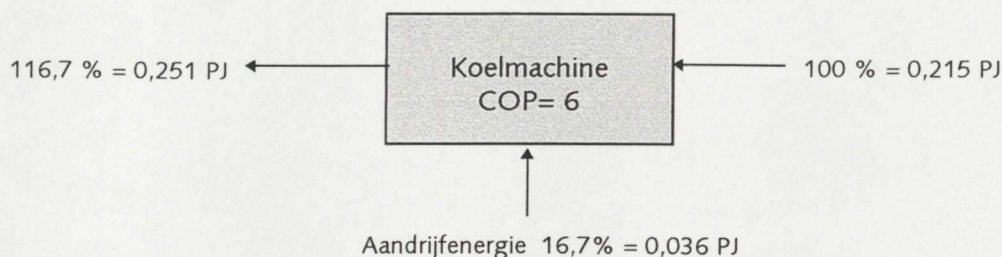 116,7 % = 0,251 PJ
Koelmachine
COP= 6
100 % = 0,215 PJ
Aandrijfenergie 16,7% = 0,036 PJ